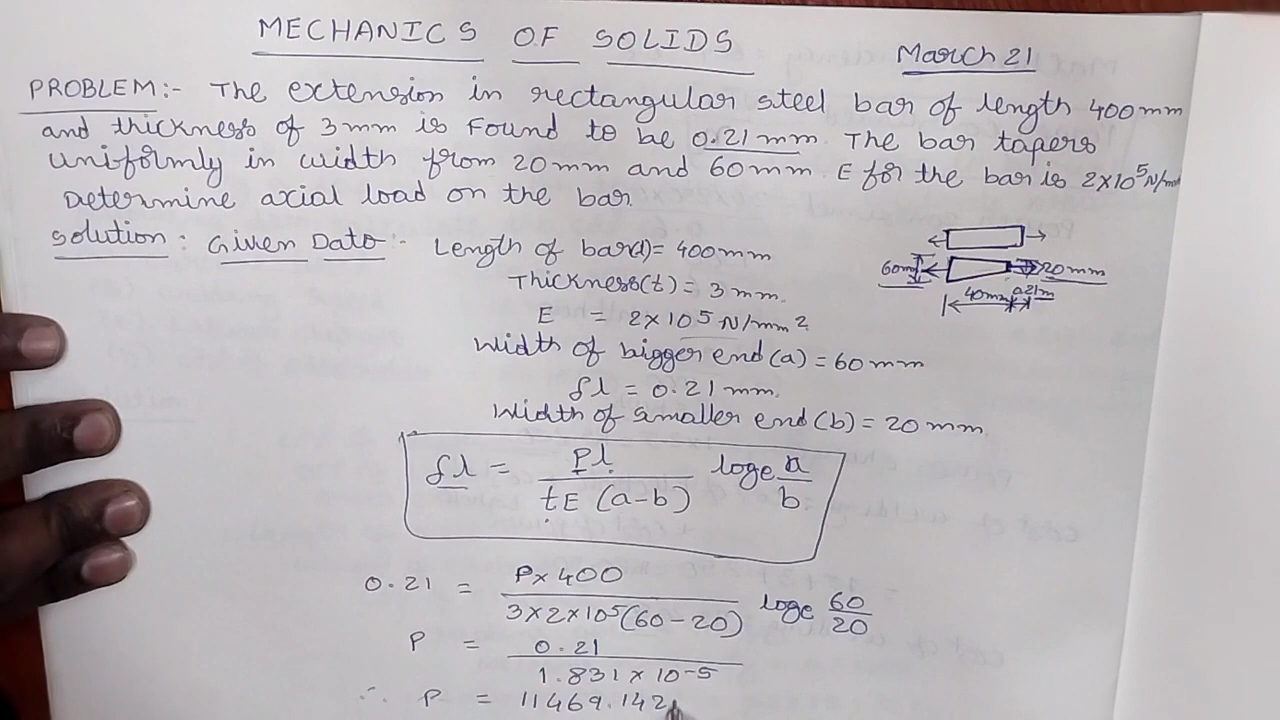 MECHANICS OF SOLIDS
March 21
PROBLEM:- The extension in rectangular steel bar of length 400mm
and thickness of 3mm is Found to be 0.21mm. The bar tapers
uniformly in width from 20mm and 60mm. E for the bar is 2×10⁵N/mm
Determine axial load on the bar
Solution: Given Data:- Length of bar(l)= 400mm
Thickness(t)= 3mm.
E = 2×10⁵N/mm²
Width of bigger end(a)=60mm
δl = 0.21mm.
Width of smaller end(b)= 20mm.
60m
20mm
40mm 0.21m
δl = Pl / tE (a-b) loge a/b
0.21 = P×400 / 3×2×10⁵(60-20) loge 60/20
P = 0.21 / 1.831×10⁻⁵
∴ P = 11469.142